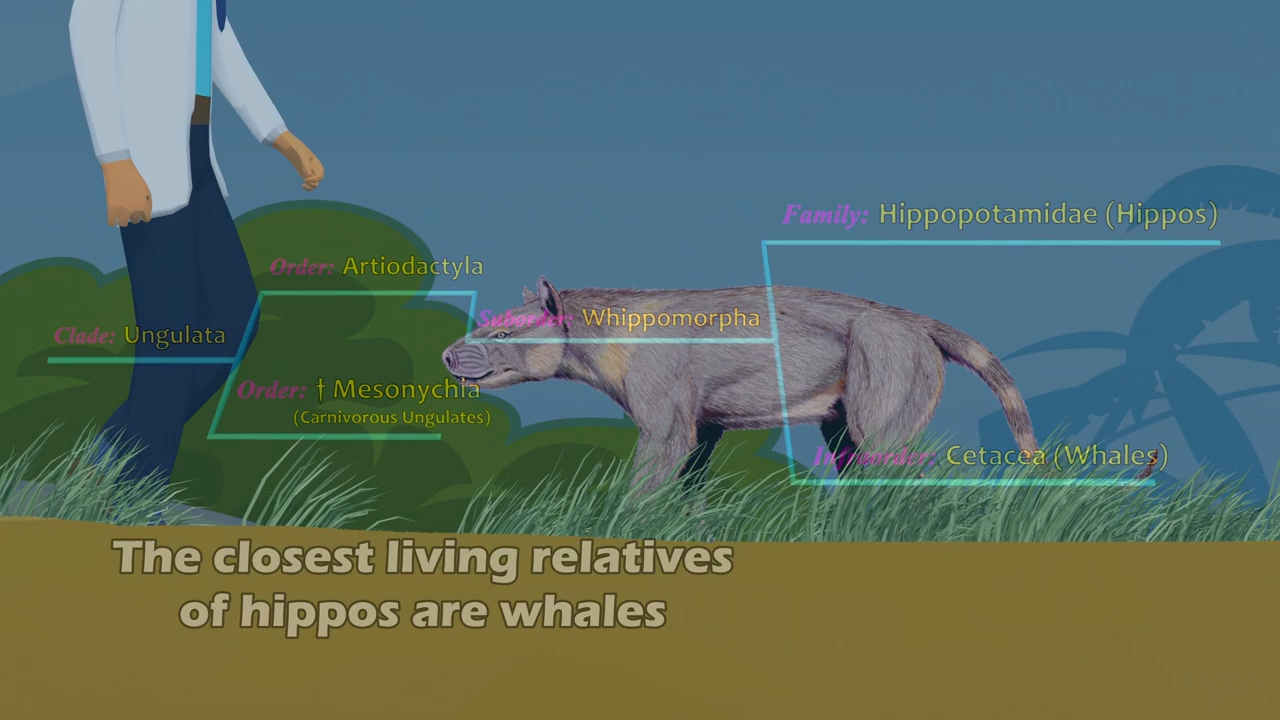 Family: Hippopotamidae (Hippos)
Order: Artiodactyla
Suborder: Whippomorpha
Clade: Ungulata
Order: † Mesonychia
(Carnivorous Ungulates)
Infraorder: Cetacea (Whales)
The closest living relatives
of hippos are whales